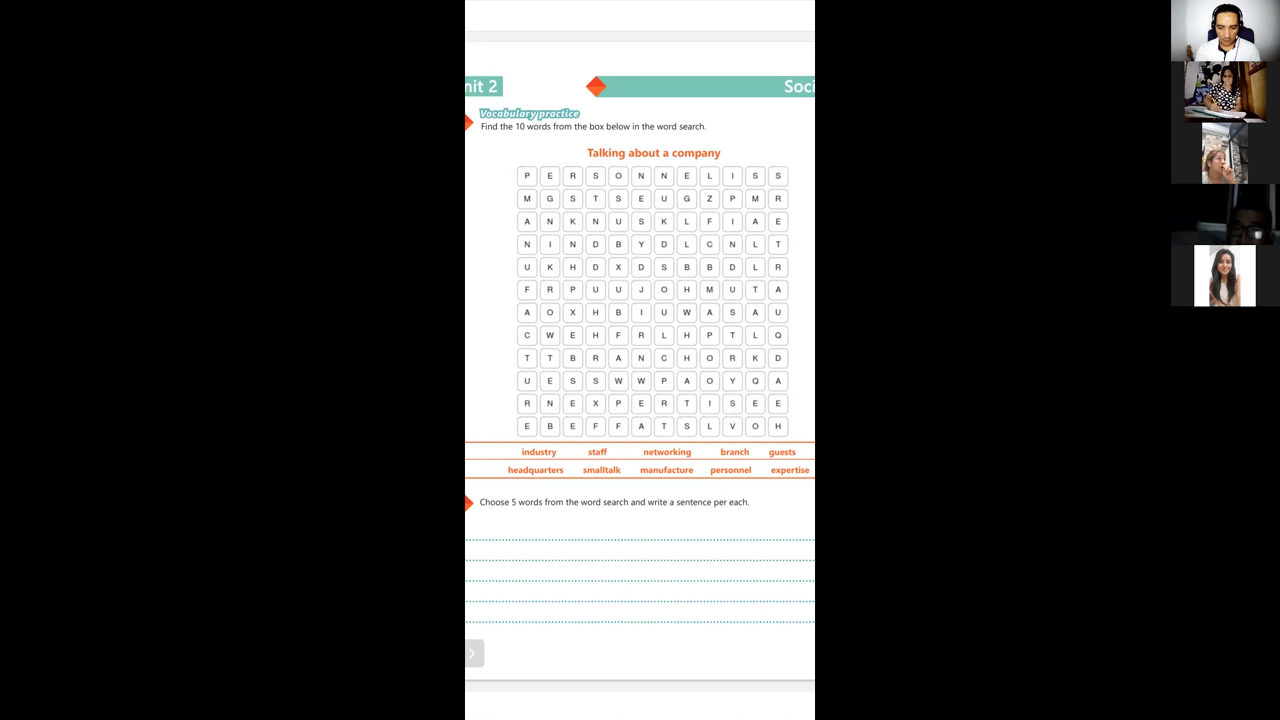 nit 2
Soci
Vocabulary practice
Find the 10 words from the box below in the word search.
Talking about a company
P E R S O N N E L I S S
M G S T S E U G Z P M R
A N K N U S K L F I A E
N I N D B Y D L C N L T
U K H D X D S B B D L R
F R P U U J O H M U T A
A O X H B I U W A S A U
C W E H F R L H P T L Q
T T B R A N C H O R K D
U E S S W W P A O Y Q A
R N E X P E R T I S E E
E B E F F A T S L V O H
industry staff networking branch guests
headquarters smalltalk manufacture personnel expertise
Choose 5 words from the word search and write a sentence per each.